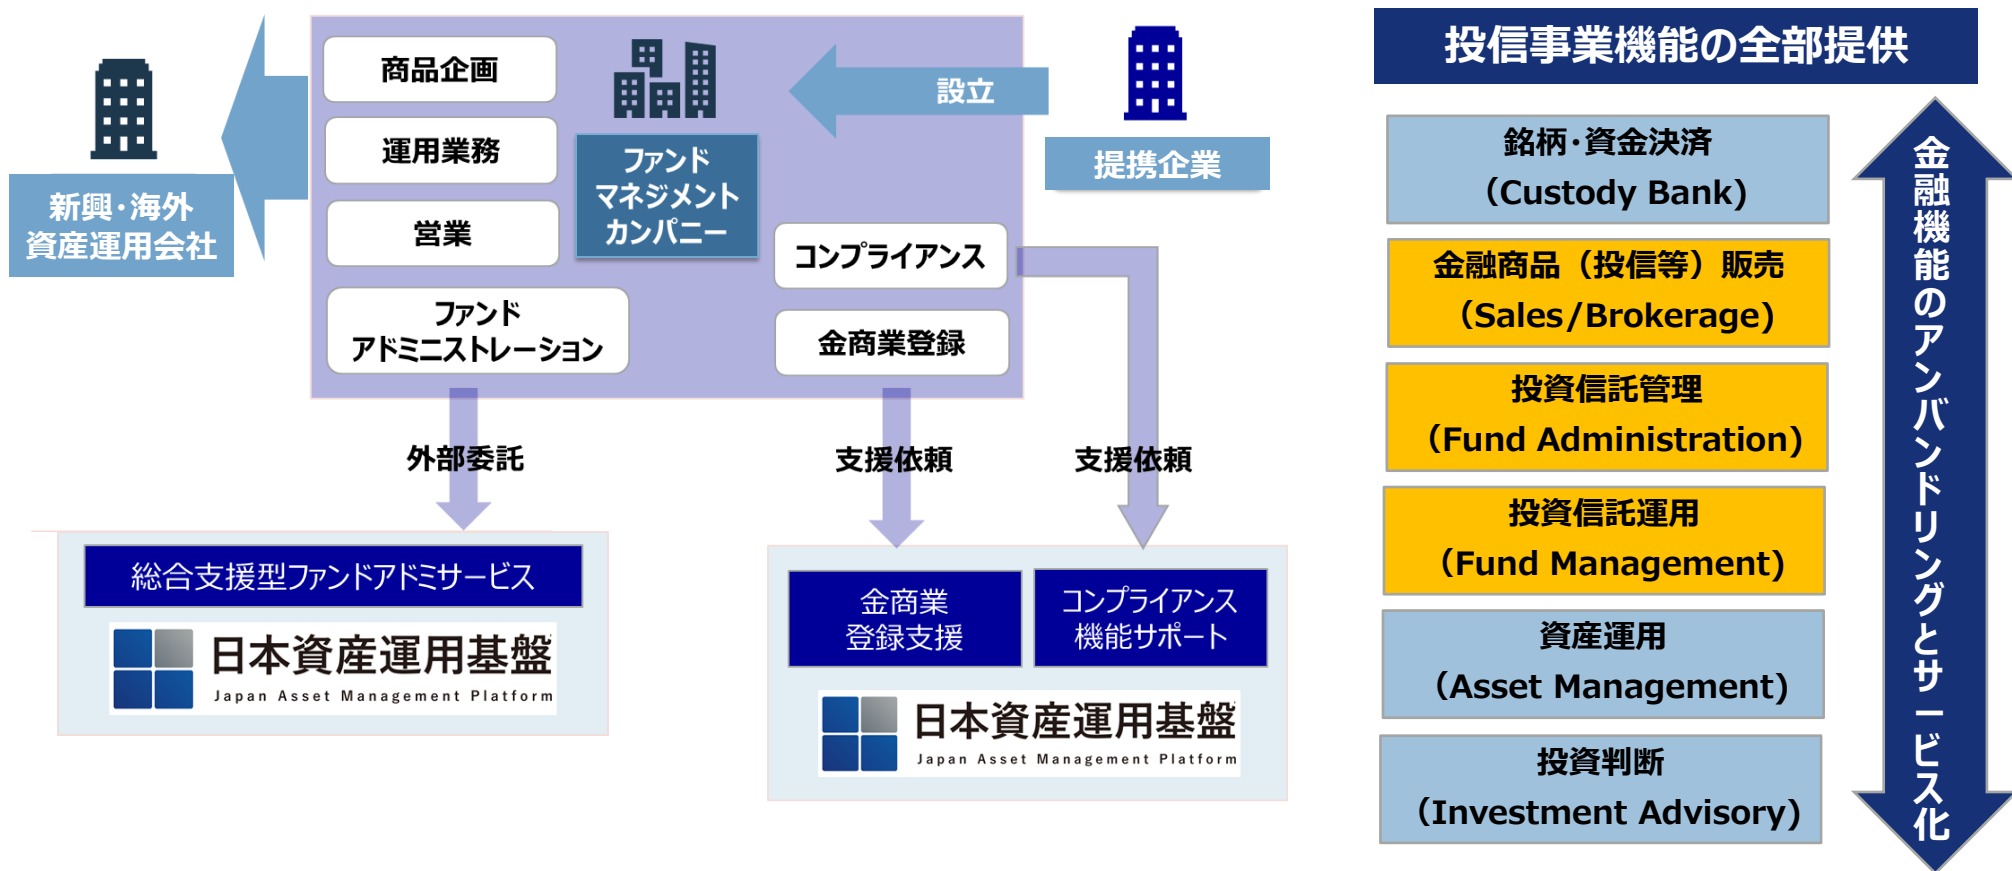 商品企画
運用業務
営業
ファンド
アドミニストレーション
ファンド
マネジメント
カンパニー
設立
提携企業
新興・海外
資産運用会社
コンプライアンス
金商業登録
外部委託
支援依頼
支援依頼
総合支援型ファンドアドミサービス
日本資産運用基盤
Japan Asset Management Platform
金商業
登録支援
コンプライアンス
機能サポート
日本資産運用基盤
Japan Asset Management Platform
投信事業機能の全部提供
銘柄・資金決済
（Custody Bank)
金融商品（投信等）販売
（Sales/Brokerage)
投資信託管理
（Fund Administration)
投資信託運用
（Fund Management)
資産運用
（Asset Management)
投資判断
（Investment Advisory)
金融機能のアンバンドリングとサービス化